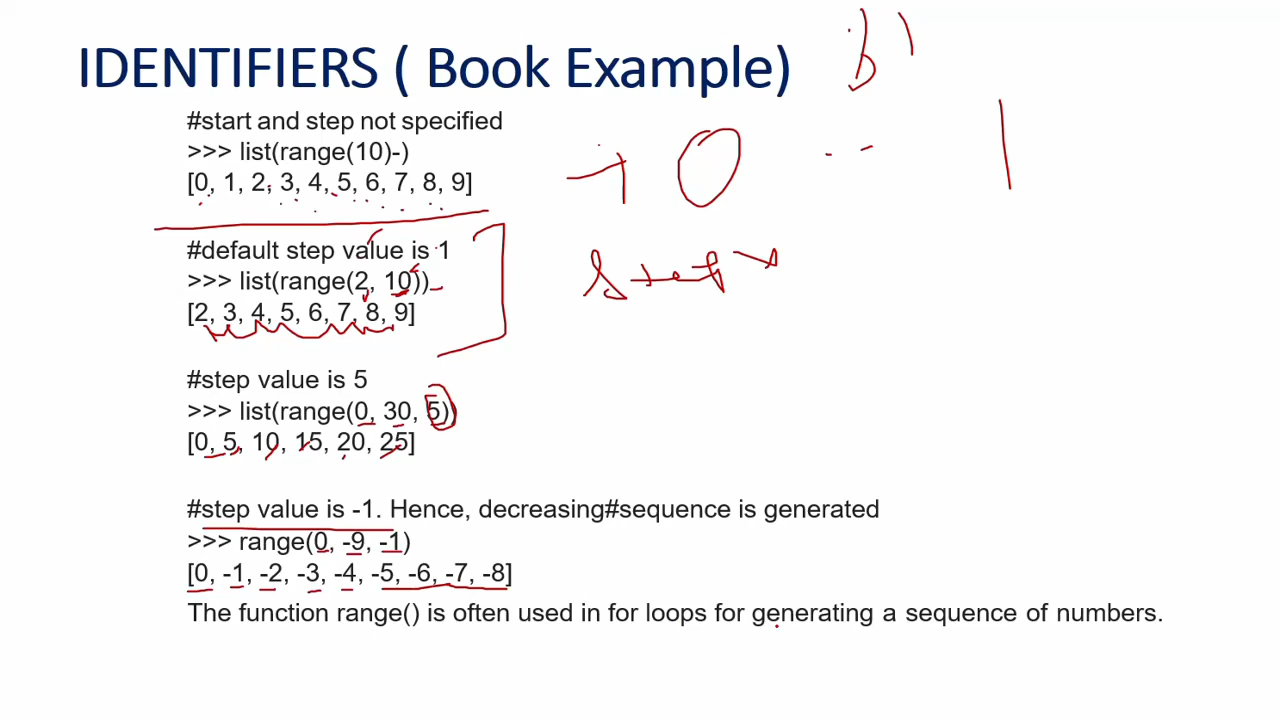 IDENTIFIERS ( Book Example)
#start and step not specified
>>> list(range(10)-)
[0, 1, 2, 3, 4, 5, 6, 7, 8, 9]
0
#default step value is 1
>>> list(range(2, 10))
[2, 3, 4, 5, 6, 7, 8, 9]
#step value is 5
>>> list(range(0, 30, 5))
[0, 5, 10, 15, 20, 25]
#step value is -1. Hence, decreasing#sequence is generated
>>> range(0, -9, -1)
[0, -1, -2, -3, -4, -5, -6, -7, -8]
The function range() is often used in for loops for generating a sequence of numbers.